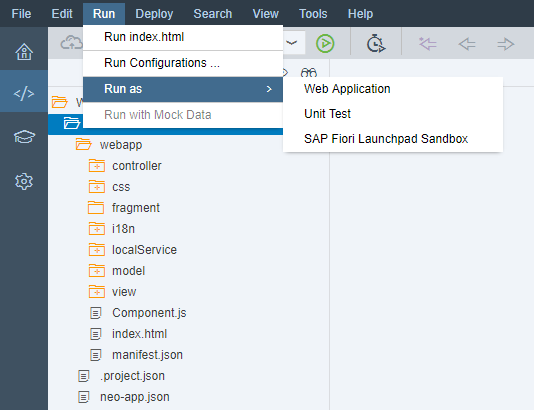 File Edit Run Deploy Search View Tools Help
Run index.html
Run Configurations ...
Run as
Web Application
Run with Mock Data
Unit Test
SAP Fiori Launchpad Sandbox
webapp
controller
css
fragment
i18n
localService
model
view
Component.js
index.html
manifest.json
.project.json
neo-app.json